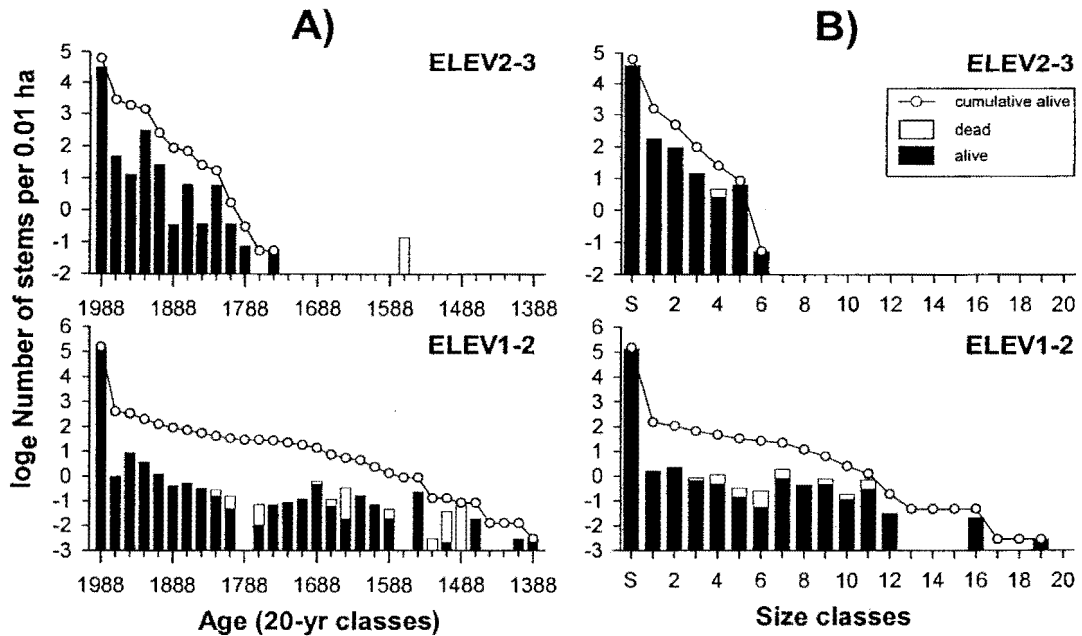 A)
B)
logₑ Number of stems per 0.01 ha
ELEV2-3
5
4
3
2
1
0
-1
-2
1988 1888 1788 1688 1588 1488 1388
ELEV2-3
cumulative alive
dead
alive
5
4
3
2
1
0
-1
-2
S 2 4 6 8 10 12 14 16 18 20
ELEV1-2
6
5
4
3
2
1
0
-1
-2
-3
1988 1888 1788 1688 1588 1488 1388
Age (20-yr classes)
ELEV1-2
6
5
4
3
2
1
0
-1
-2
-3
S 2 4 6 8 10 12 14 16 18 20
Size classes